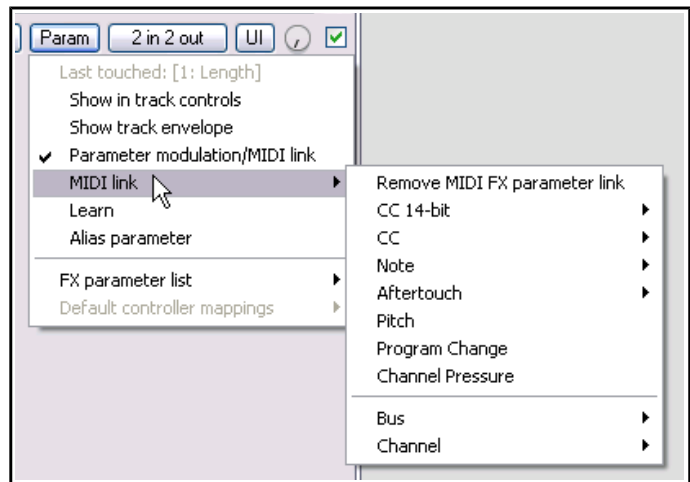 Param 2 in 2 out UI
Last touched: [1: Length]
Show in track controls
Show track envelope
Parameter modulation/MIDI link
MIDI link
Learn
Alias parameter
FX parameter list
Default controller mappings
Remove MIDI FX parameter link
CC 14-bit
CC
Note
Aftertouch
Pitch
Program Change
Channel Pressure
Bus
Channel